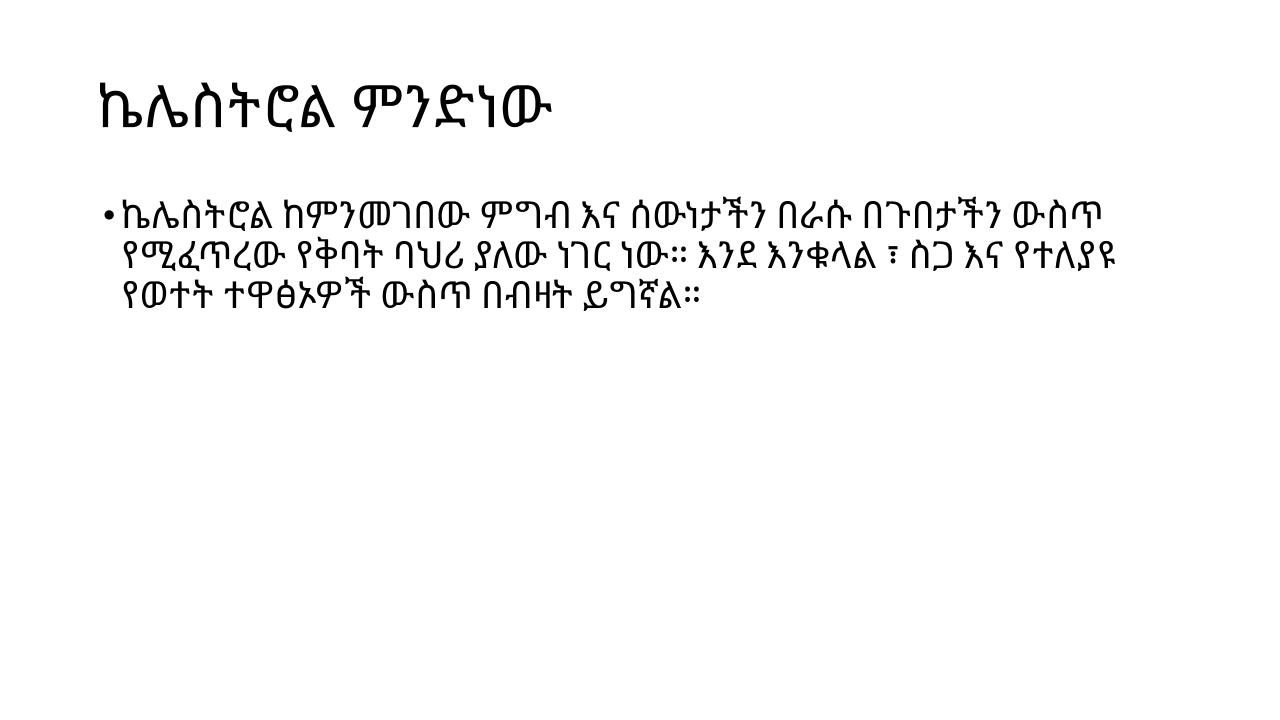 ኬሌስትሮል ምንድነው
• ኬሌስትሮል ከምንመገበው ምግብ እና ሰውነታችን በራሱ በጉበታችን ውስጥ
የሚፈጥረው የቅባት ባህሪ ያለው ነገር ነው። እንደ እንቁላል ፣ ስጋ እና የተለያዩ
የወተት ተዋፅኦዎች ውስጥ በብዛት ይግኛል።